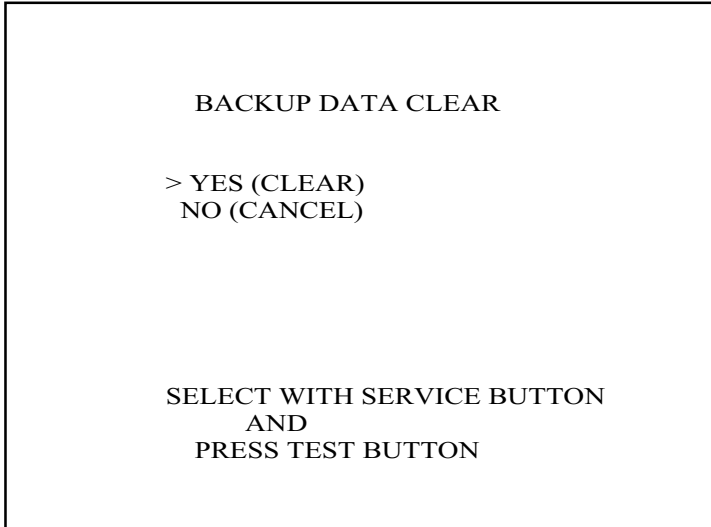 BACKUP DATA CLEAR
> YES (CLEAR)
NO (CANCEL)
SELECT WITH SERVICE BUTTON
AND
PRESS TEST BUTTON